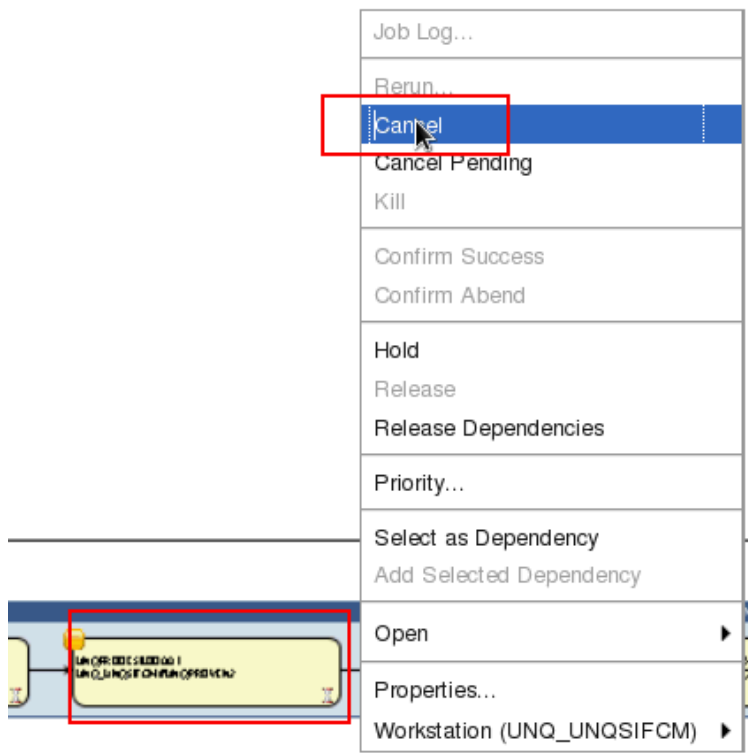 Job Log...
Rerun...
Cancel
Cancel Pending
Kill
Confirm Success
Confirm Abend
Hold
Release
Release Dependencies
Priority...
Select as Dependency
Add Selected Dependency
Open
Properties...
Workstation (UNQ_UNQSIFCM)